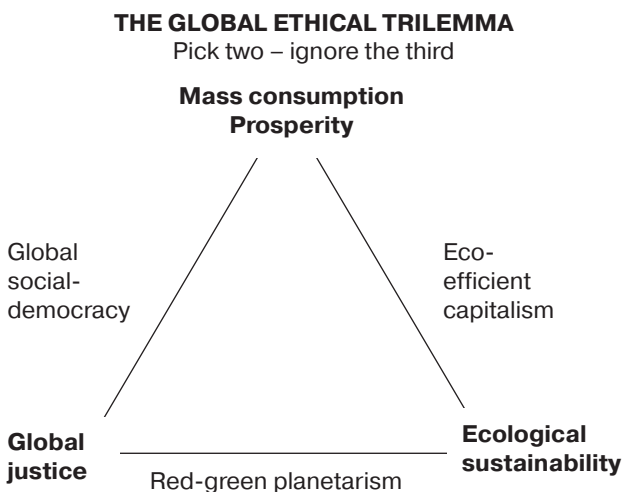 THE GLOBAL ETHICAL TRILEMMA
Pick two – ignore the third
Mass consumption
Prosperity
Global
social-
democracy
Eco-
efficient
capitalism
Global
justice
Ecological
sustainability
Red-green planetarism